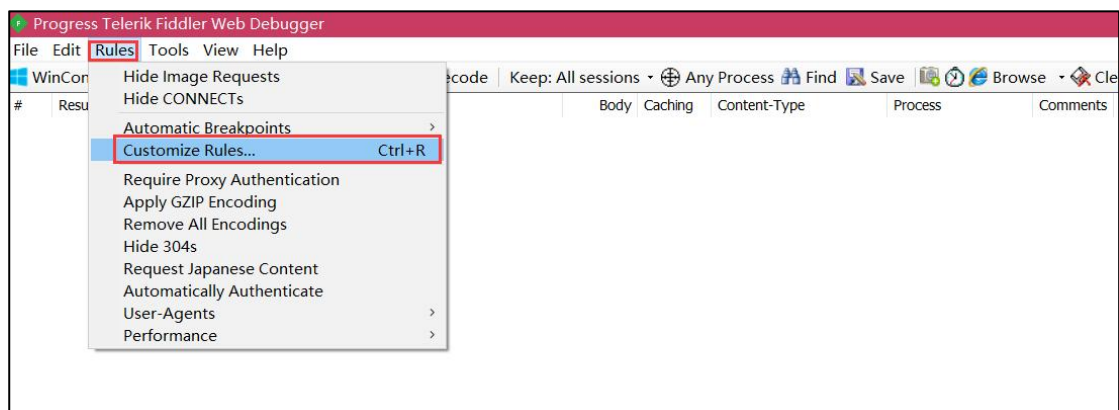 Progress Telerik Fiddler Web Debugger
File Edit Rules Tools View Help
WinCon ecode Keep: All sessions Any Process Find Save Browse Cle
# Resu Body Caching Content-Type Process Comments
Hide Image Requests
Hide CONNECTs
Automatic Breakpoints
Customize Rules... Ctrl+R
Require Proxy Authentication
Apply GZIP Encoding
Remove All Encodings
Hide 304s
Request Japanese Content
Automatically Authenticate
User-Agents
Performance